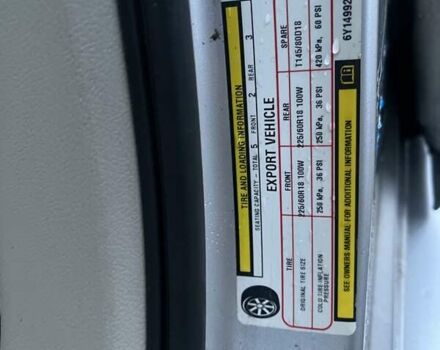 TIRE AND LOADING INFORMATION
SEATING CAPACITY – TOTAL 5 FRONT 2 REAR 3
EXPORT VEHICLE
TIRE FRONT REAR SPARE
ORIGINAL TIRE SIZE 225/60R18 100W 225/60R18 100W T145/80D18
COLD TIRE INFLATION PRESSURE 250 kPa, 36 PSI 250 kPa, 36 PSI 420 kPa, 60 PSI
SEE OWNERS MANUAL FOR ADDITIONAL INFORMATION
6Y14992